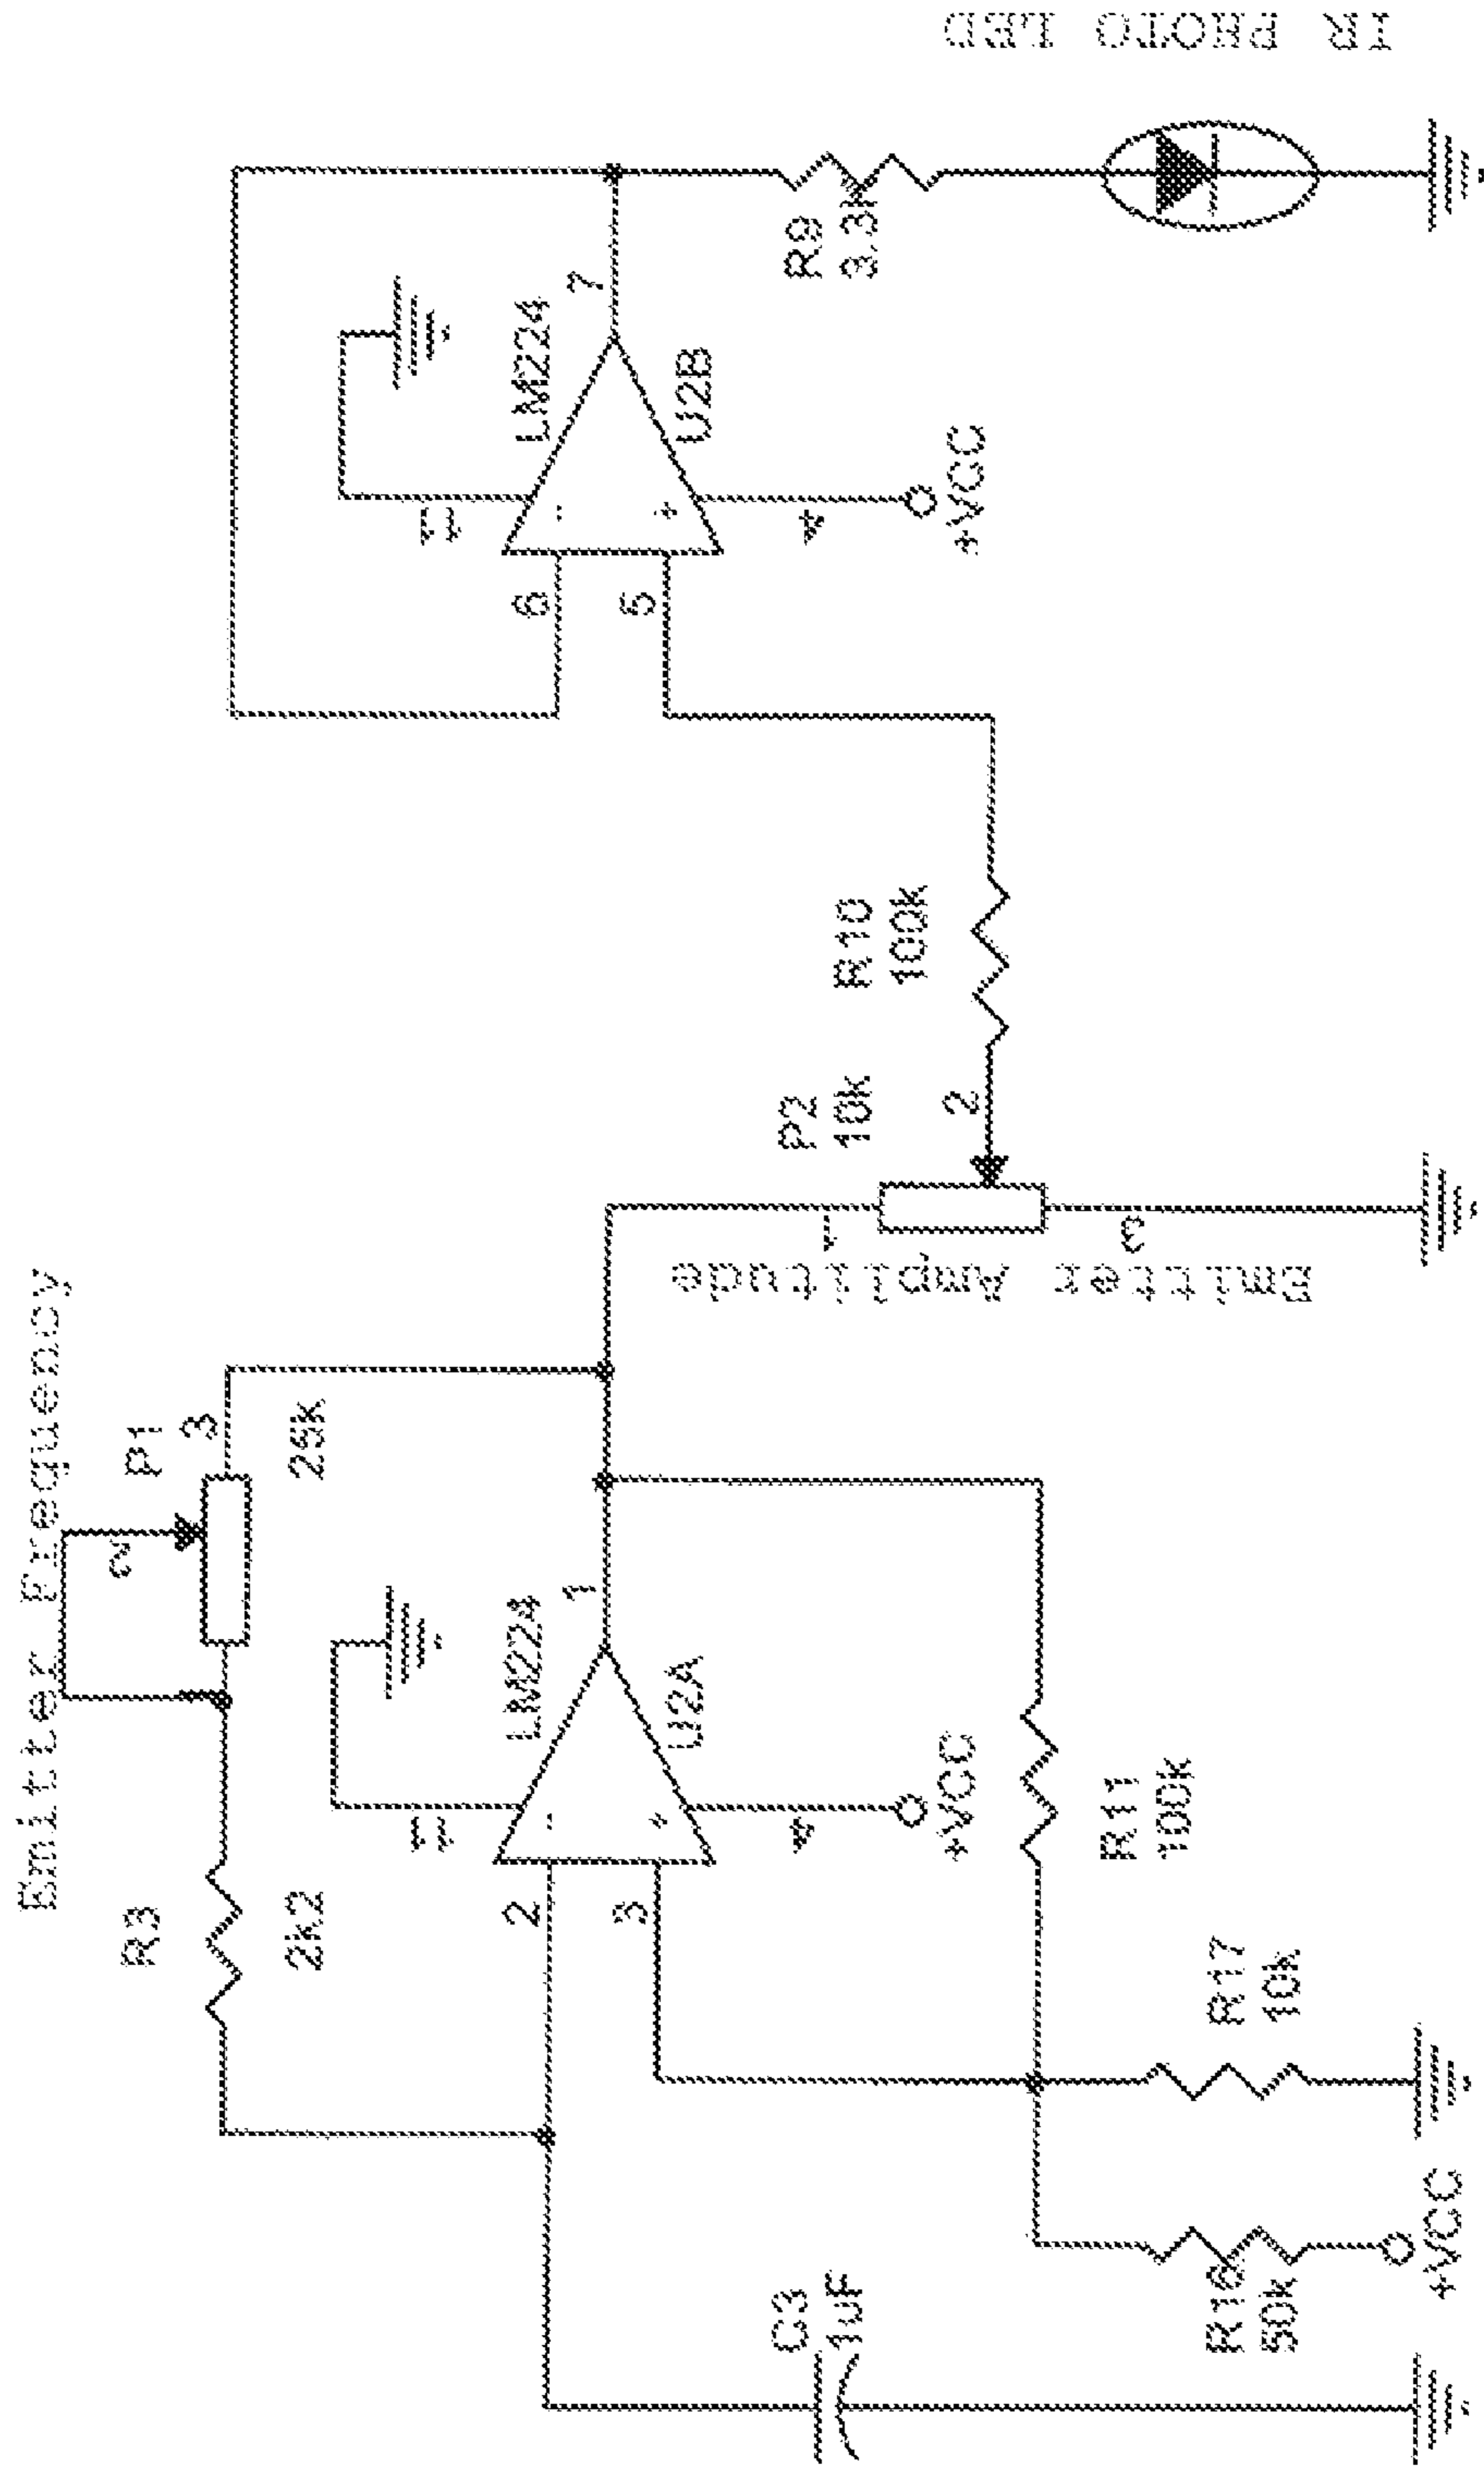 Emitter Frequency
P1
3
2
25k
R3
2k2
LM224
11
2
3
1
U2A
4
+VCC
R11
100k
R17
10k
R16
50k
+VCC
C3
1uF
Emitter Amplitude
P2
10k
1
2
3
R10
100k
LM224
11
6
5
7
U2B
4
+VCC
R9
3.3K
IR PHOTO LED